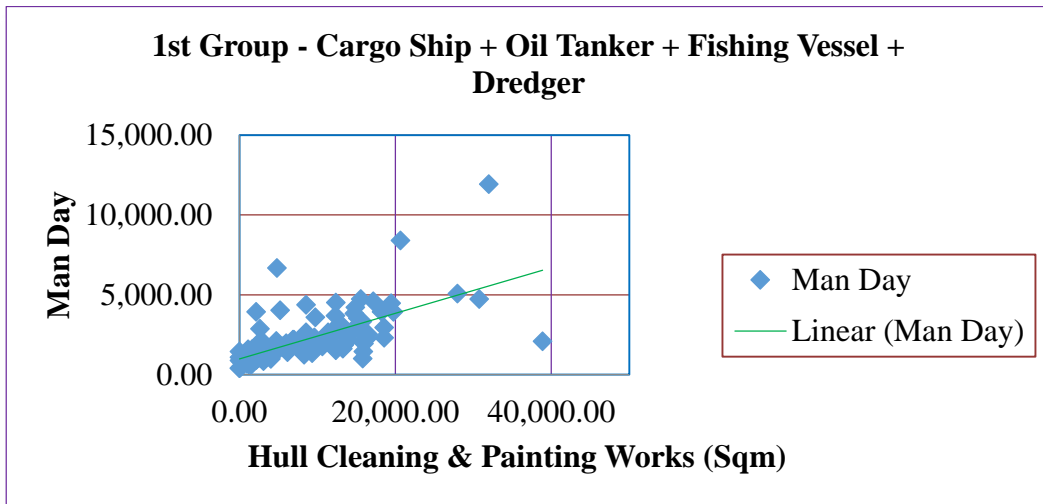 1st Group - Cargo Ship + Oil Tanker + Fishing Vessel +
Dredger
15,000.00
10,000.00
5,000.00
0.00
Man Day
0.00 20,000.00 40,000.00
Hull Cleaning & Painting Works (Sqm)
Man Day
Linear (Man Day)